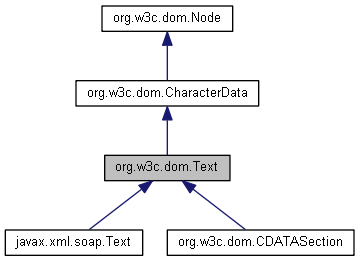 org.w3c.dom.Node
org.w3c.dom.CharacterData
org.w3c.dom.Text
javax.xml.soap.Text
org.w3c.dom.CDATASection